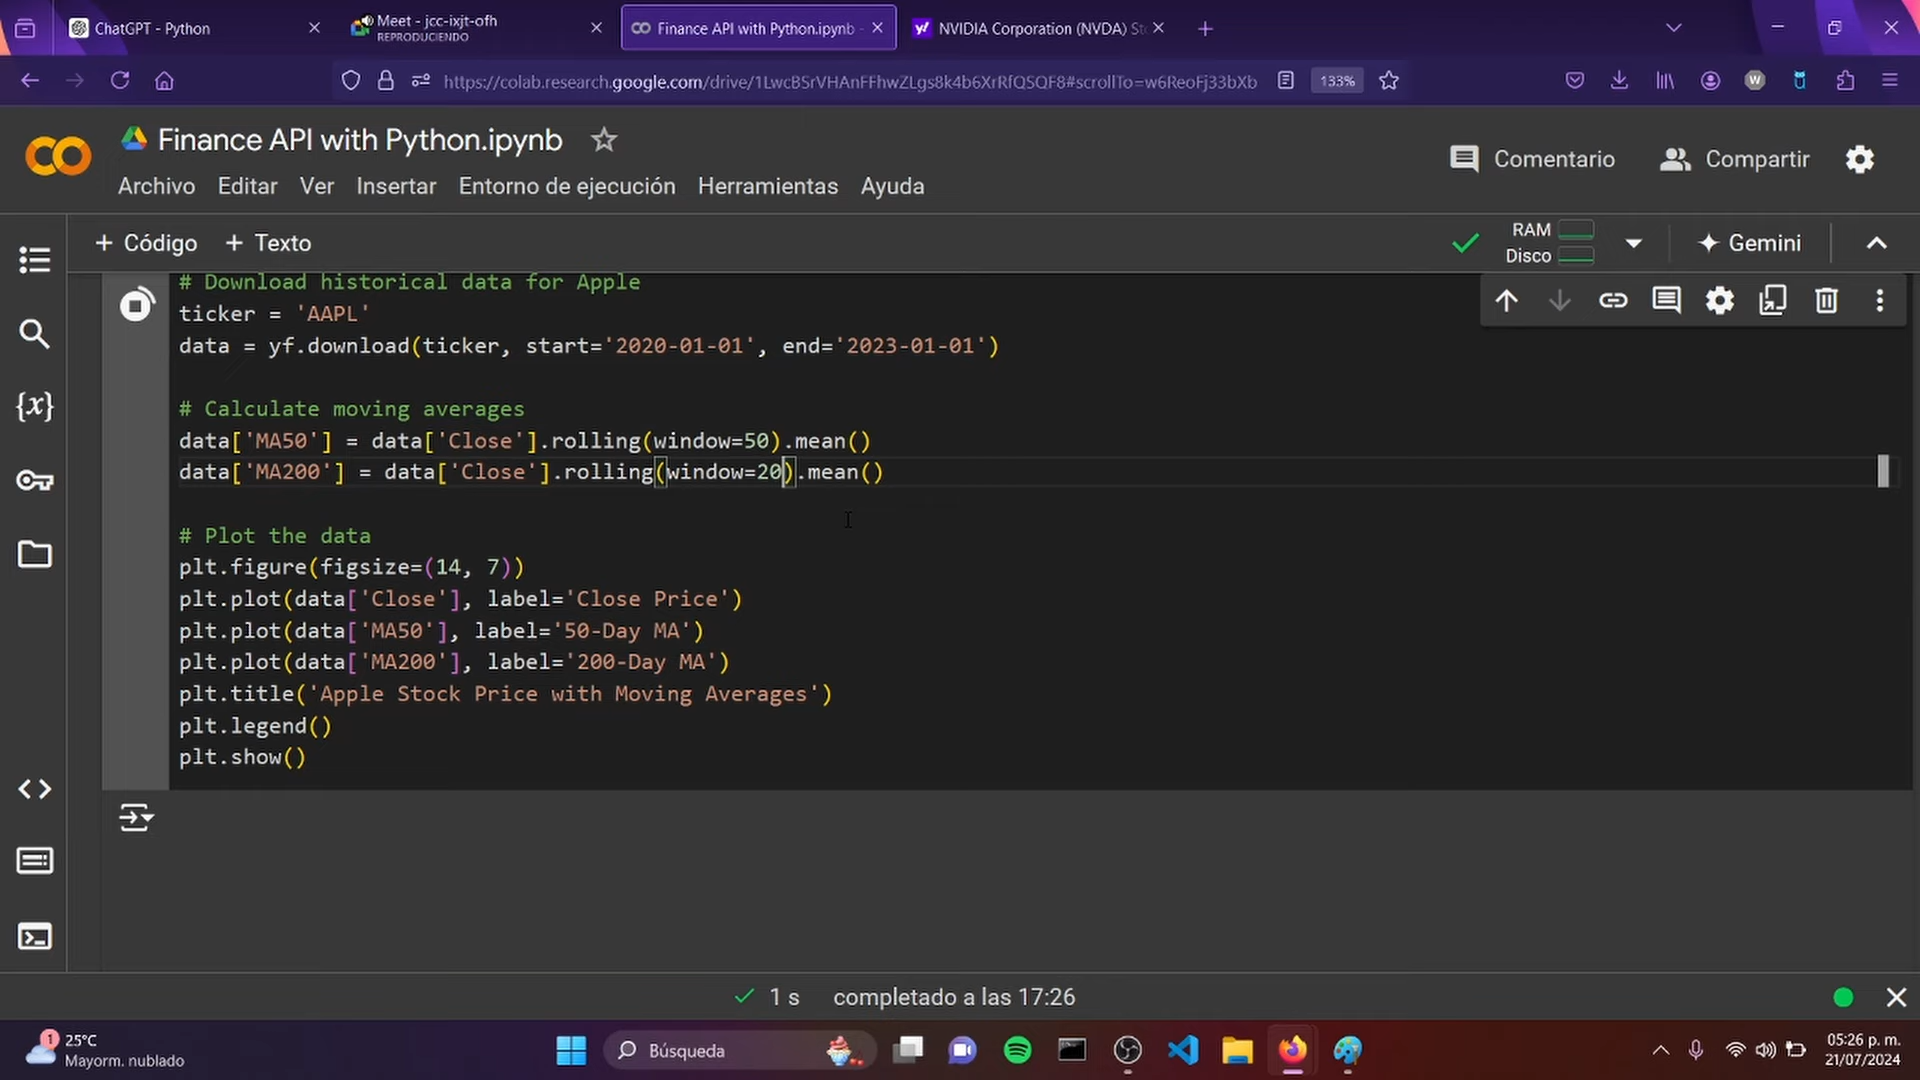 ChatGPT - Python
Meet - jcc-ixjt-ofh
REPRODUCIENDO
Finance API with Python.ipynb -
NVIDIA Corporation (NVDA) Sto
https://colab.research.google.com/drive/1LwcBSrVHAnFFhwZLgs8k4b6XrRfQSQF8#scrollTo=w6ReoFj33bXb
133%
W
Finance API with Python.ipynb
Comentario
Compartir
Archivo Editar Ver Insertar Entorno de ejecución Herramientas Ayuda
+ Código + Texto
RAM
Disco
Gemini
# Download historical data for Apple
ticker = 'AAPL'
data = yf.download(ticker, start='2020-01-01', end='2023-01-01')
# Calculate moving averages
data['MA50'] = data['Close'].rolling(window=50).mean()
data['MA200'] = data['Close'].rolling(window=20).mean()
# Plot the data
plt.figure(figsize=(14, 7))
plt.plot(data['Close'], label='Close Price')
plt.plot(data['MA50'], label='50-Day MA')
plt.plot(data['MA200'], label='200-Day MA')
plt.title('Apple Stock Price with Moving Averages')
plt.legend()
plt.show()
1 s completado a las 17:26
1
25°C
Mayorm. nublado
Búsqueda
05:26 p. m.
21/07/2024